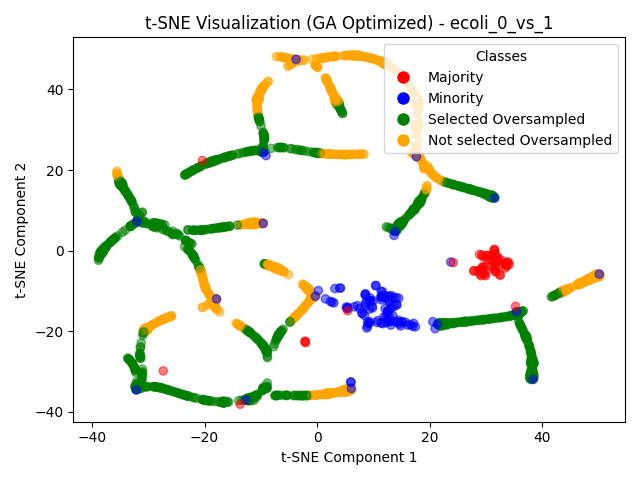 t-SNE Visualization (GA Optimized) - ecoli_0_vs_1
Classes
Majority
Minority
Selected Oversampled
Not selected Oversampled
t-SNE Component 2
40
20
0
−20
−40
−40
−20
0
20
40
t-SNE Component 1